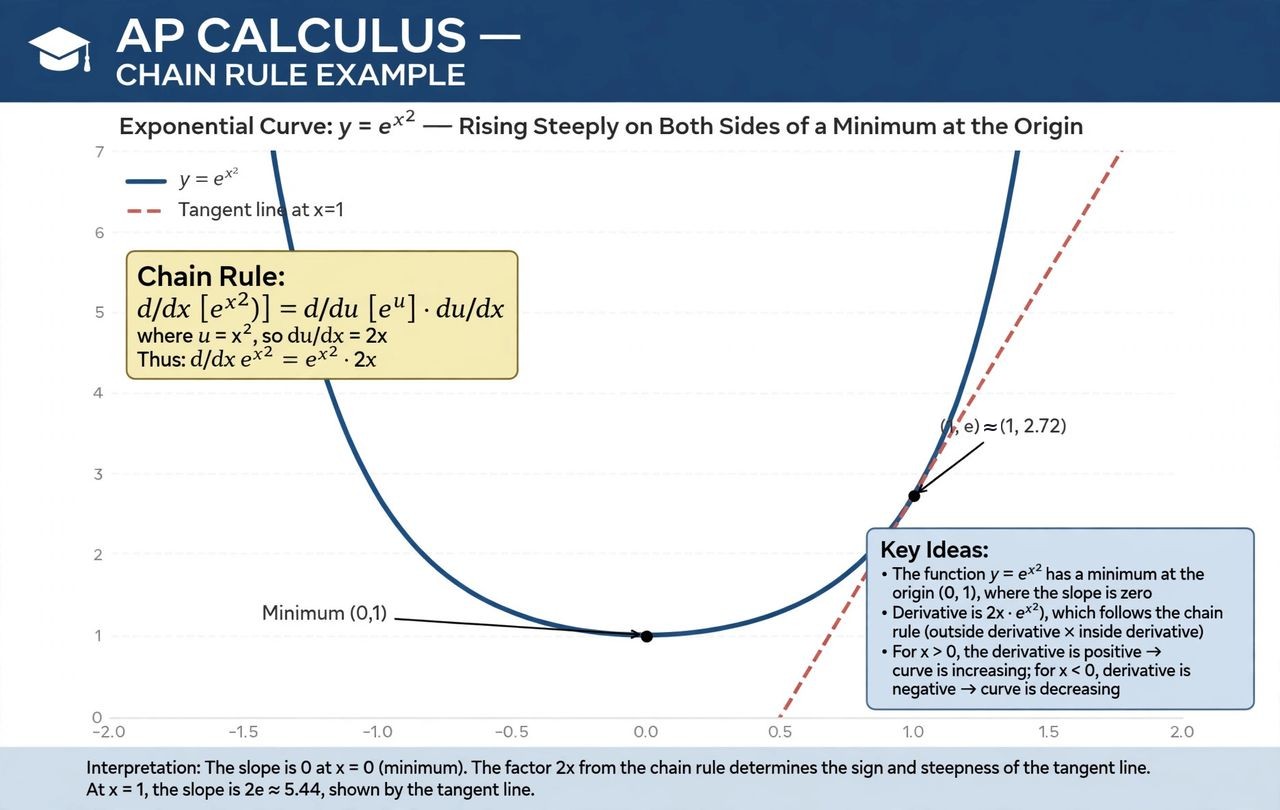 AP CALCULUS —
CHAIN RULE EXAMPLE
Exponential Curve: y = e^{x^2} — Rising Steeply on Both Sides of a Minimum at the Origin
y = e^{x^2}
Tangent line at x=1
Chain Rule:
d/dx [e^{x2})] = d/du [e^u] · du/dx
where u = x², so du/dx = 2x
Thus: d/dx e^{x2} = e^{x2} · 2x
(1, e) ≈ (1, 2.72)
Minimum (0,1)
Key Ideas:
• The function y = e^{x^2} has a minimum at the
origin (0, 1), where the slope is zero
• Derivative is 2x · e^{x2}), which follows the chain
rule (outside derivative × inside derivative)
• For x > 0, the derivative is positive →
curve is increasing; for x < 0, derivative is
negative → curve is decreasing
7
6
5
4
3
2
1
0
−2.0 −1.5 −1.0 −0.5 0.0 0.5 1.0 1.5 2.0
Interpretation: The slope is 0 at x = 0 (minimum). The factor 2x from the chain rule determines the sign and steepness of the tangent line.
At x = 1, the slope is 2e ≈ 5.44, shown by the tangent line.